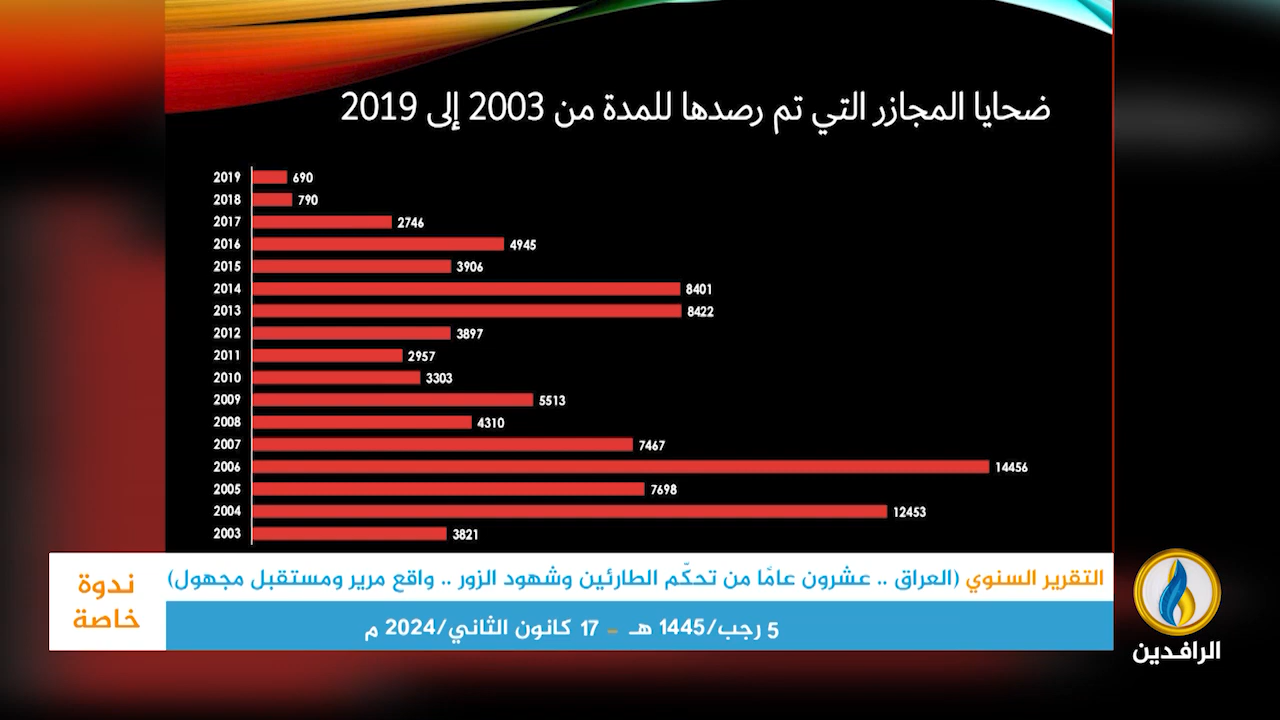 ضحايا المجازر التي تم رصدها للمدة من 2003 إلى 2019
2019 690
2018 790
2017 2746
2016 4945
2015 3906
2014 8401
2013 8422
2012 3897
2011 2957
2010 3303
2009 5513
2008 4310
2007 7467
2006 14456
2005 7698
2004 12453
2003 3821
التقرير السنوي (العراق .. عشرون عامًا من تحكّم الطارئين وشهود الزور .. واقع مرير ومستقبل مجهول)
ندوة
خاصة
5 رجب/1445 هـ - 17 كانون الثاني/2024 م
الرافدين